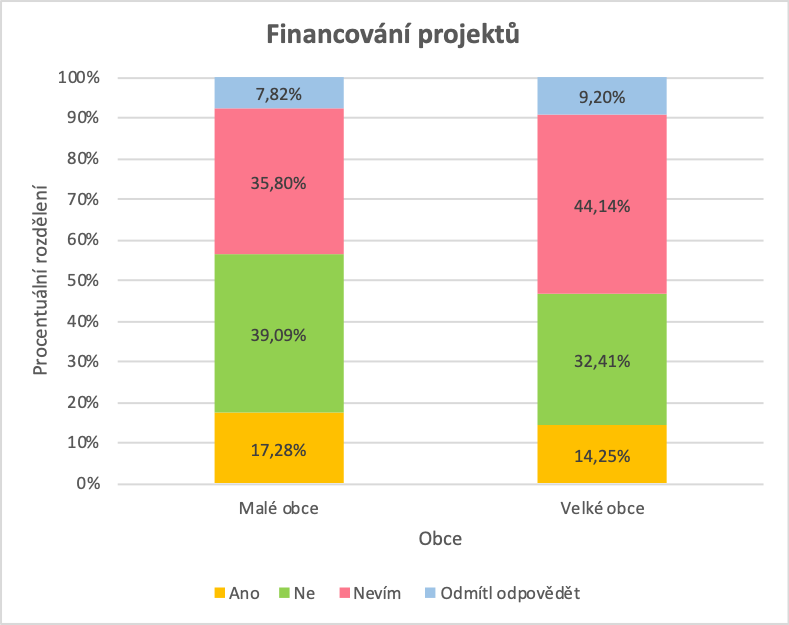 Financování projektů
Procentuální rozdělení
100%
90%
80%
70%
60%
50%
40%
30%
20%
10%
0%
7,82%
35,80%
39,09%
17,28%
9,20%
44,14%
32,41%
14,25%
Malé obce
Velké obce
Obce
Ano
Ne
Nevím
Odmítl odpovědět